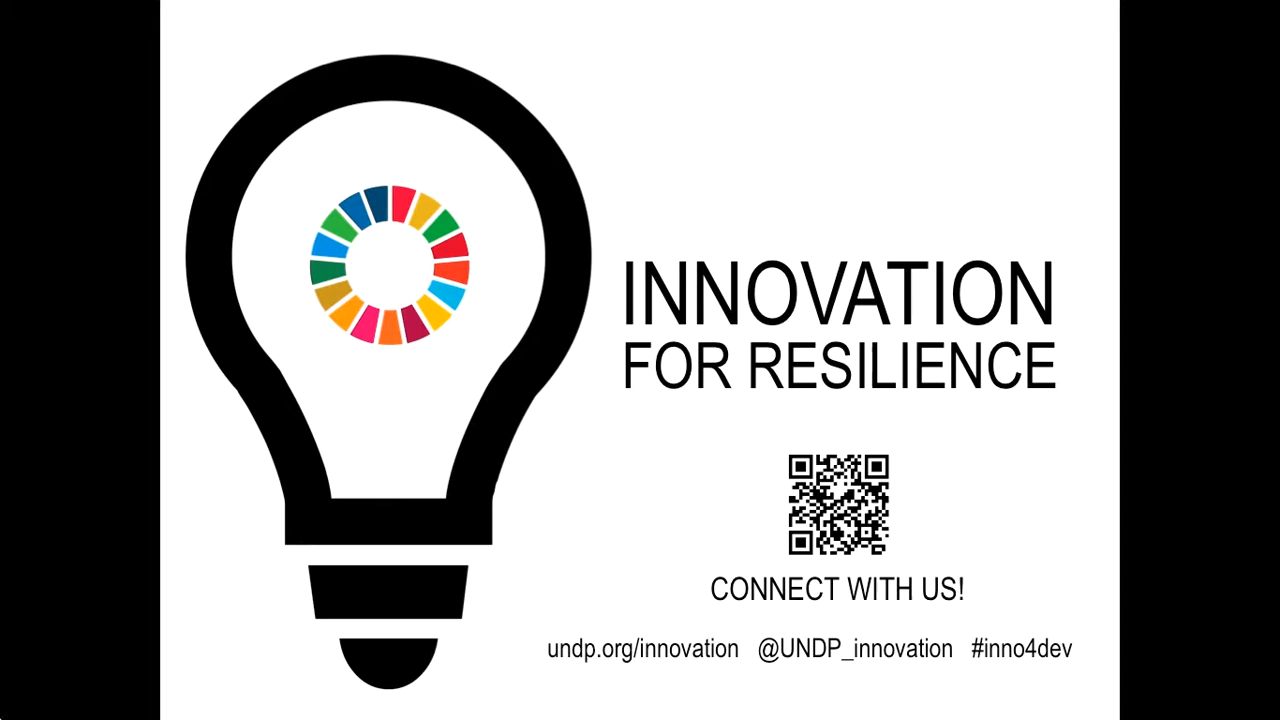 INNOVATION
FOR RESILIENCE
CONNECT WITH US!
undp.org/innovation @UNDP_innovation #inno4dev